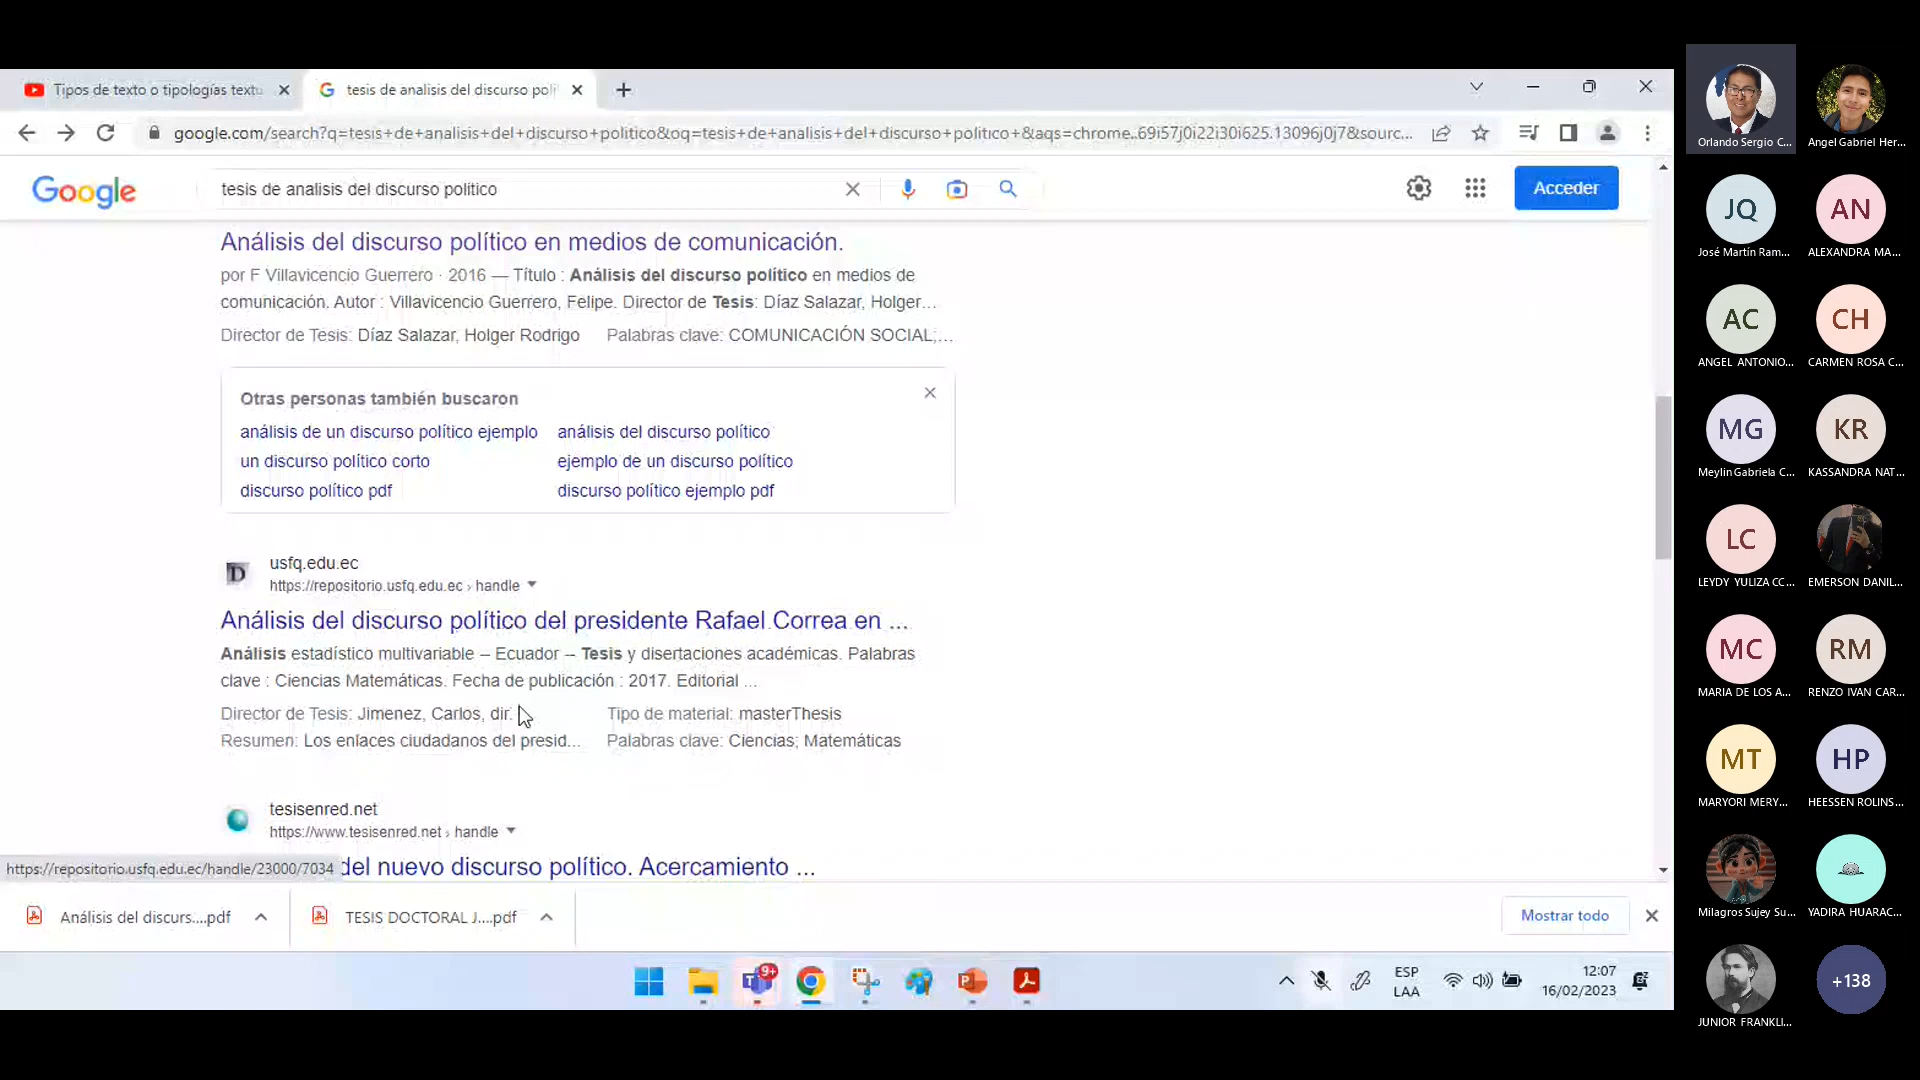 Tipos de texto o tipologías textu
tesis de analisis del discurso poli
google.com/search?q=tesis+de+analisis+del+discurso+politico&oq=tesis+de+analisis+del+discurso+politico+&aqs=chrome..69i57j0i22i30i625.13096j0j7&sourc...
Google
tesis de analisis del discurso politico
Acceder
Análisis del discurso político en medios de comunicación.
por F Villavicencio Guerrero · 2016 — Título : Análisis del discurso político en medios de
comunicación. Autor : Villavicencio Guerrero, Felipe. Director de Tesis: Díaz Salazar, Holger...
Director de Tesis: Díaz Salazar, Holger Rodrigo Palabras clave: COMUNICACIÓN SOCIAL;...
Otras personas también buscaron
análisis de un discurso político ejemplo análisis del discurso político
un discurso político corto ejemplo de un discurso político
discurso político pdf discurso político ejemplo pdf
usfq.edu.ec
https://repositorio.usfq.edu.ec › handle
Análisis del discurso político del presidente Rafael Correa en ...
Análisis estadístico multivariable -- Ecuador -- Tesis y disertaciones académicas. Palabras
clave : Ciencias Matemáticas. Fecha de publicación : 2017. Editorial ...
Director de Tesis: Jimenez, Carlos, dir. Tipo de material: masterThesis
Resumen: Los enlaces ciudadanos del presid... Palabras clave: Ciencias; Matemáticas
tesisenred.net
https://www.tesisenred.net › handle
del nuevo discurso político. Acercamiento ...
https://repositorio.usfq.edu.ec/handle/23000/7034
Análisis del discurs....pdf
TESIS DOCTORAL J....pdf
Mostrar todo
9+
ESP
LAA
12:07
16/02/2023
Orlando Sergio C...
Angel Gabriel Her...
JQ
José Martín Ram...
AN
ALEXANDRA MA...
AC
ANGEL ANTONIO...
CH
CARMEN ROSA C...
MG
Meylin Gabriela C...
KR
KASSANDRA NAT...
LC
LEYDY YULIZA CC...
EMERSON DANIL...
MC
MARIA DE LOS A...
RM
RENZO IVAN CAR...
MT
MARYORI MERY...
HP
HEESSEN ROLINS...
Milagros Sujey Su...
YADIRA HUARAC...
JUNIOR FRANKLI...
+138